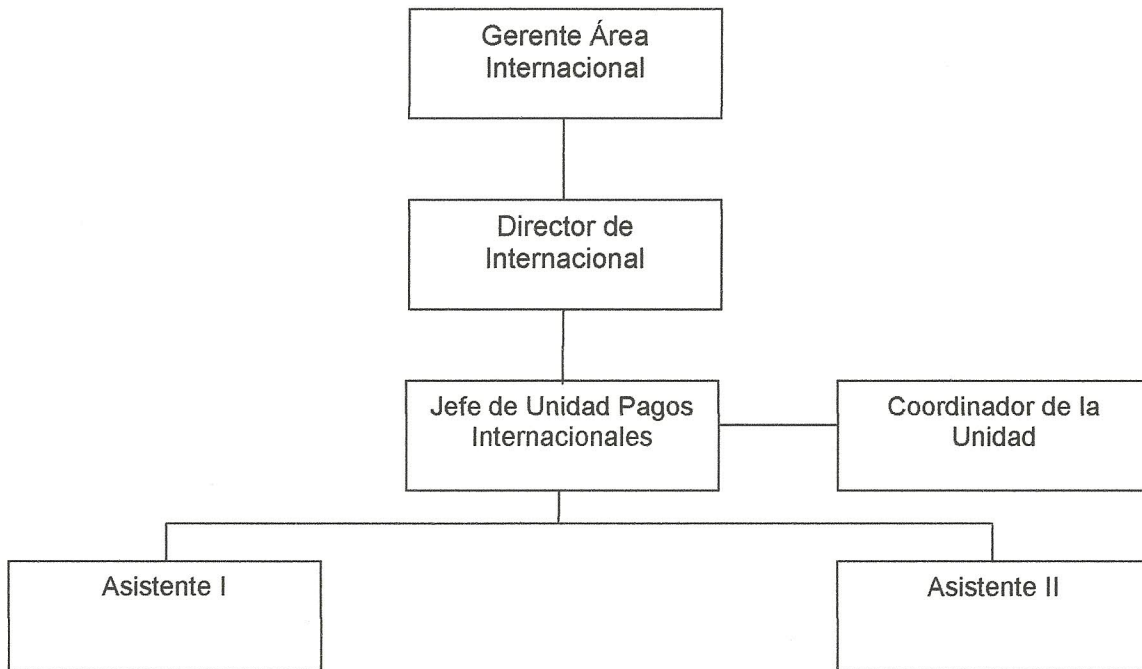 Gerente Área
Internacional
Director de
Internacional
Jefe de Unidad Pagos
Internacionales
Coordinador de la
Unidad
Asistente I
Asistente II